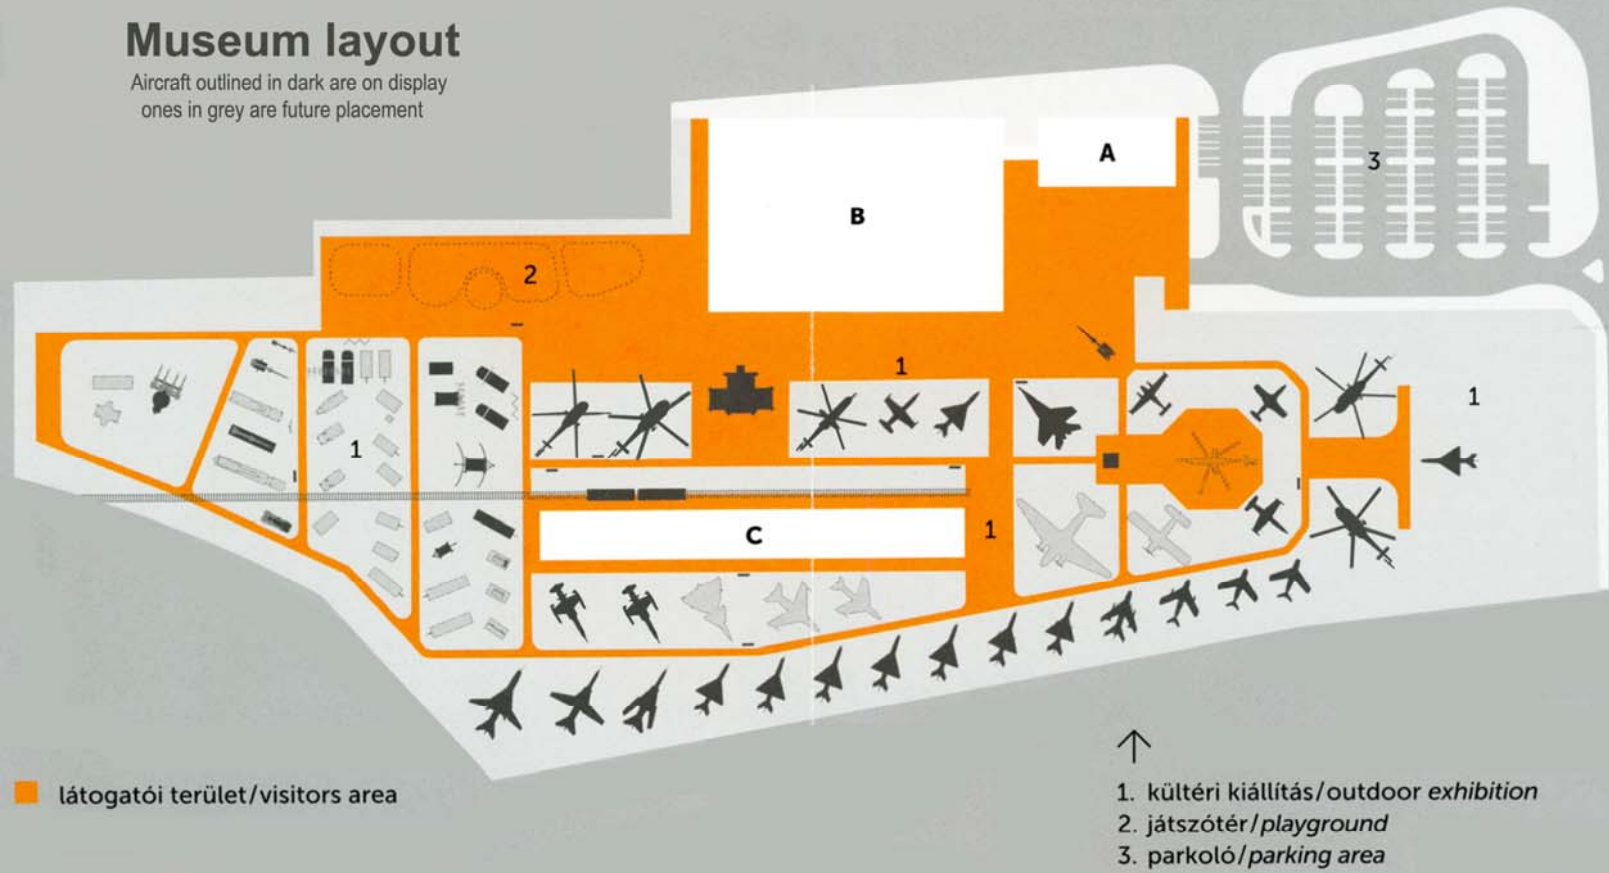 Museum layout
Aircraft outlined in dark are on display
ones in grey are future placement
A
3
B
2
1
1
1
C
1
látogatói terület/visitors area
1. kültéri kiállítás/outdoor exhibition
2. játszótér/playground
3. parkoló/parking area